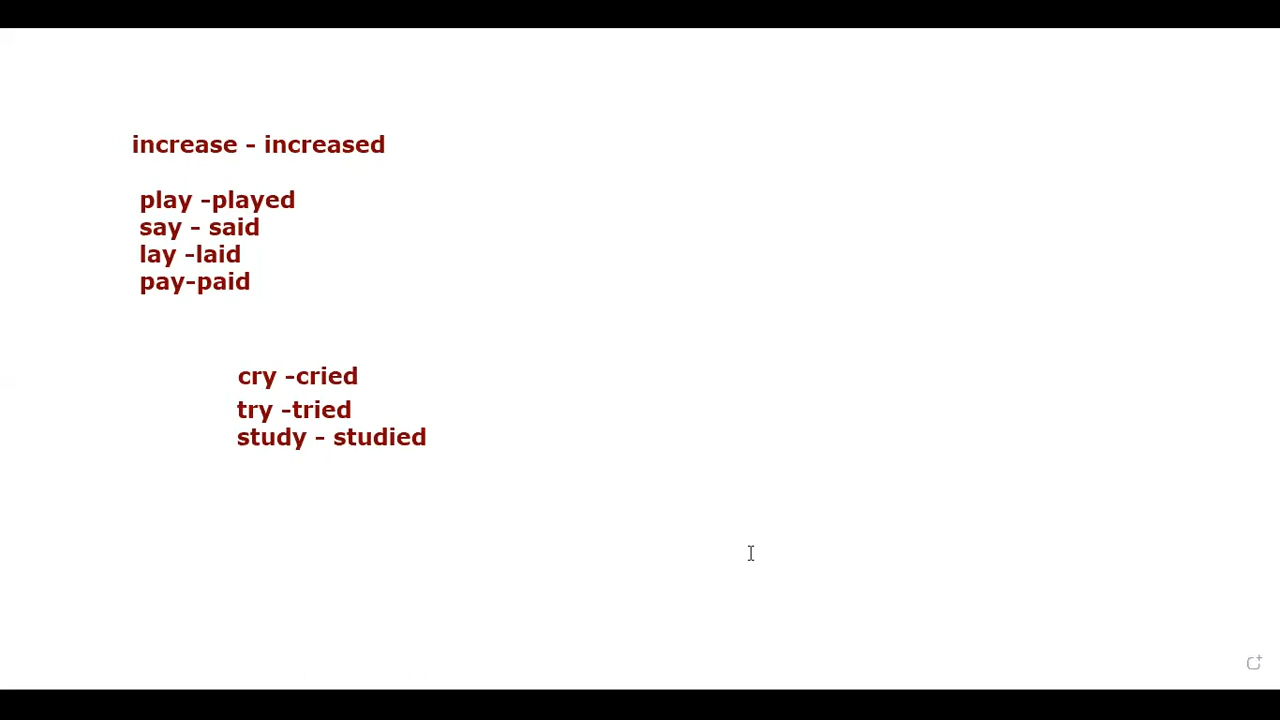 increase - increased
play -played
say - said
lay -laid
pay-paid
cry -cried
try -tried
study - studied